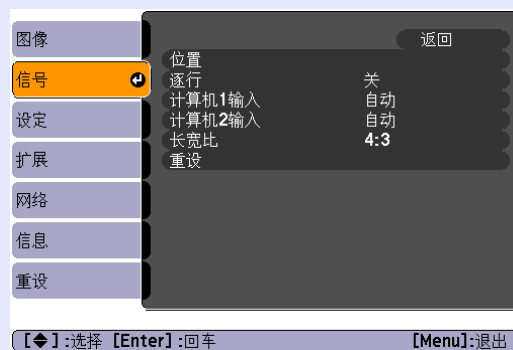 图像
信号
设定
扩展
网络
信息
重设
返回
位置
逐行 关
计算机1输入 自动
计算机2输入 自动
长宽比 4:3
重设
[◆]:选择 [Enter]:回车 [Menu]:退出